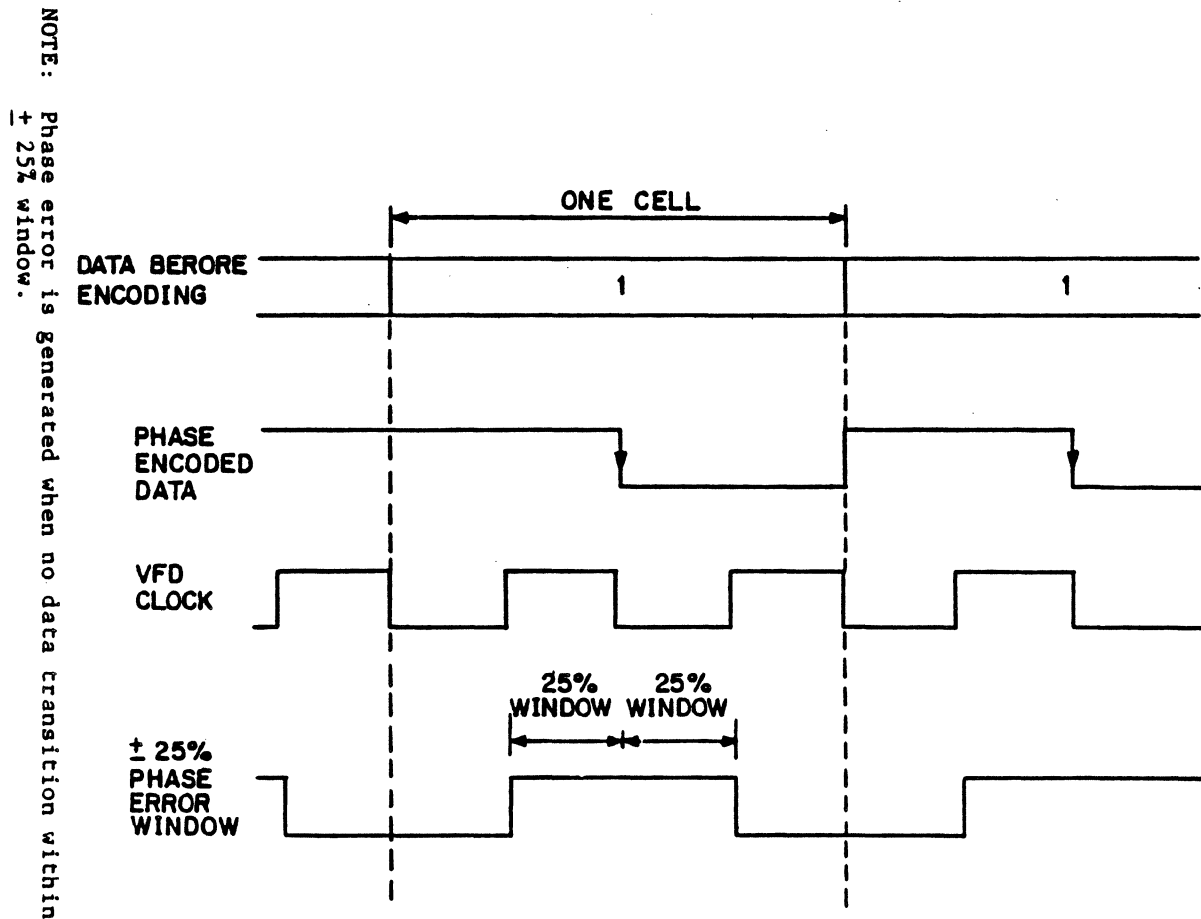 NOTE: Phase error is generated when no data transition within
± 25% window.
ONE CELL
DATA BERORE
ENCODING
1
1
PHASE
ENCODED
DATA
VFD
CLOCK
25%
WINDOW
25%
WINDOW
± 25%
PHASE
ERROR
WINDOW